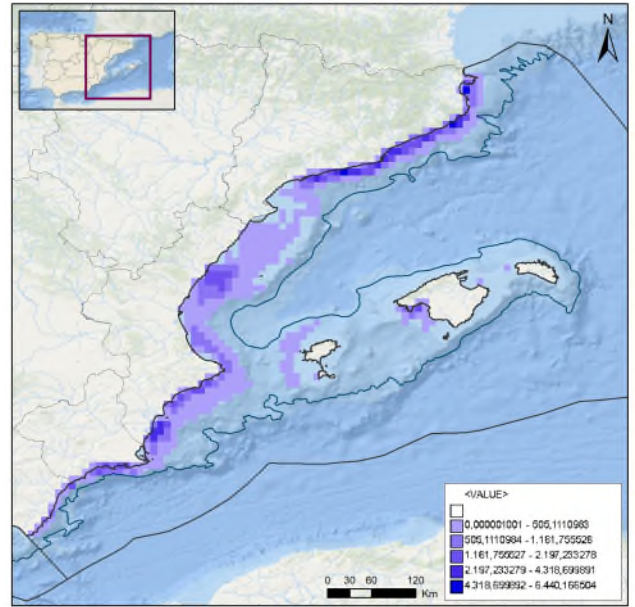 N
<VALUE>
0,000001001 - 505,1110983
505,1110984 - 1.161,755526
1.161,755527 - 2.197,233278
2.197,233279 - 4.318,699891
4.318,699892 - 6.440,166504
0 30 60 120
Km